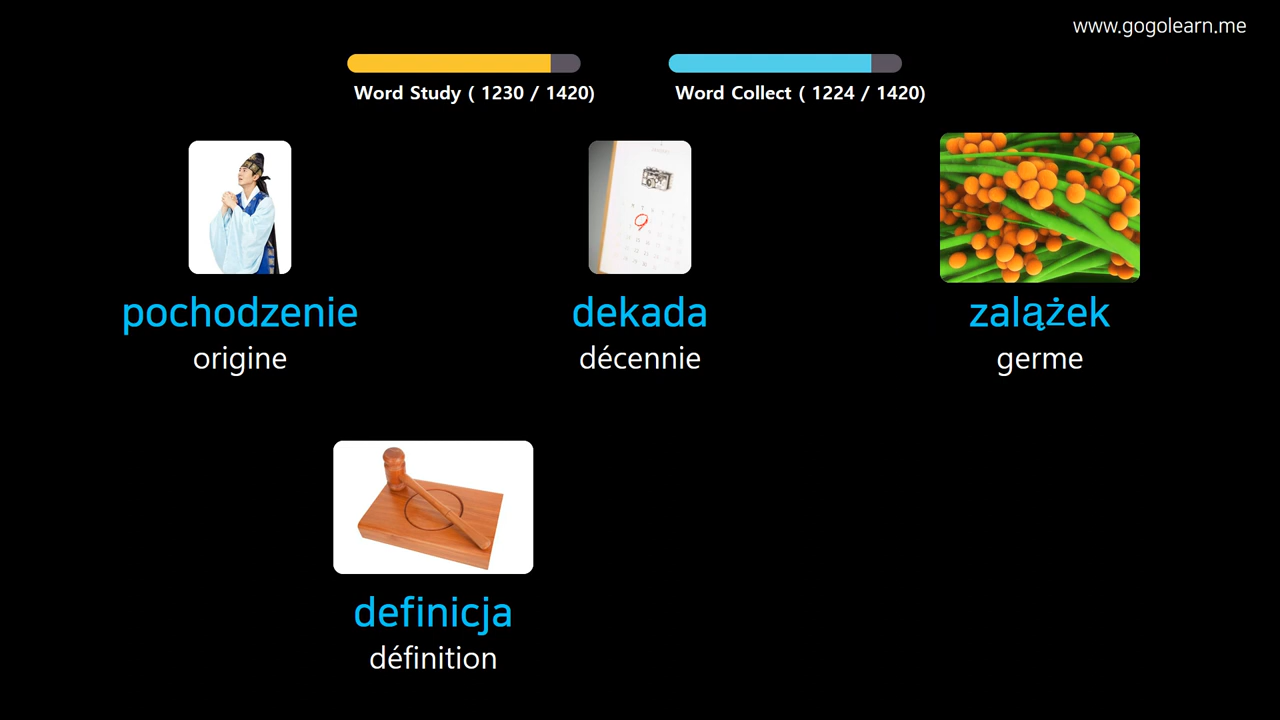 www.gogolearn.me
Word Study ( 1230 / 1420)
Word Collect ( 1224 / 1420)
pochodzenie
origine
dekada
décennie
zalążek
germe
definicja
définition